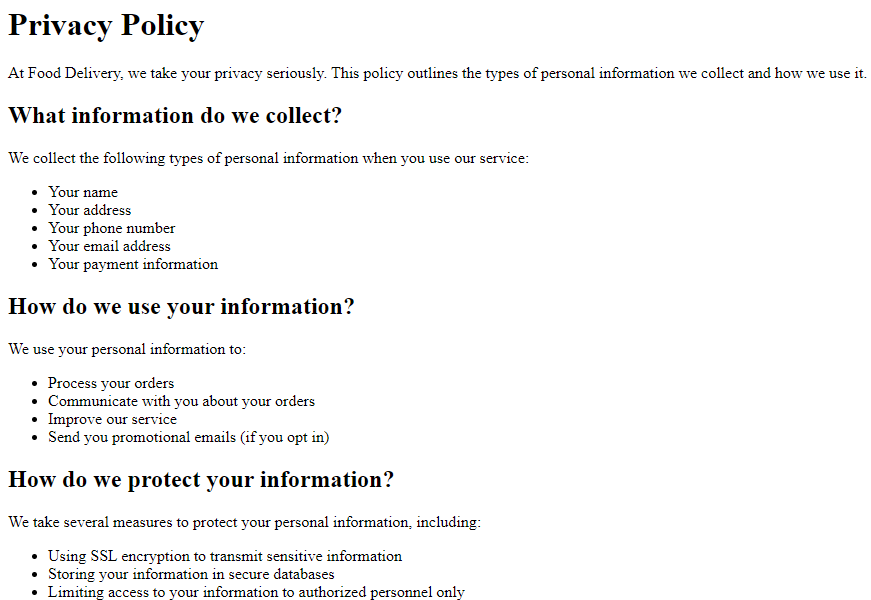 Privacy Policy
At Food Delivery, we take your privacy seriously. This policy outlines the types of personal information we collect and how we use it.
What information do we collect?
We collect the following types of personal information when you use our service:
• Your name
• Your address
• Your phone number
• Your email address
• Your payment information
How do we use your information?
We use your personal information to:
• Process your orders
• Communicate with you about your orders
• Improve our service
• Send you promotional emails (if you opt in)
How do we protect your information?
We take several measures to protect your personal information, including:
• Using SSL encryption to transmit sensitive information
• Storing your information in secure databases
• Limiting access to your information to authorized personnel only